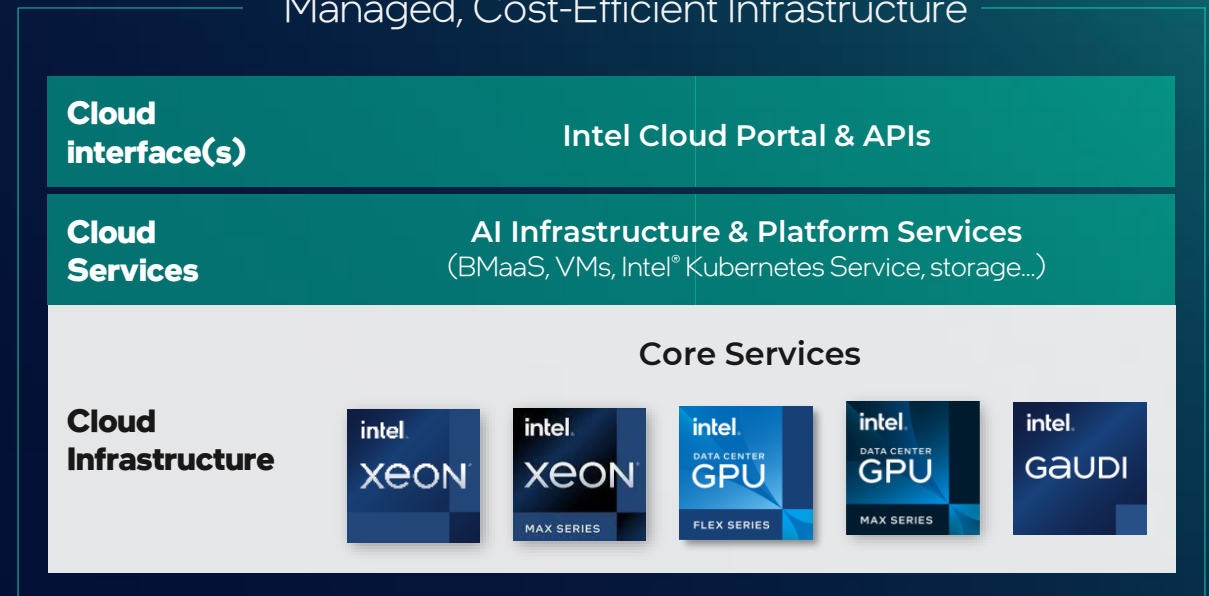 Managed, Cost-Efficient Infrastructure
Cloud
interface(s)
Intel Cloud Portal & APIs
Cloud
Services
AI Infrastructure & Platform Services
(BMaaS, VMs, Intel® Kubernetes Service, storage...)
Core Services
Cloud
Infrastructure
intel.
xeon
intel.
xeon
MAX SERIES
intel.
DATA CENTER
GPU
FLEX SERIES
intel.
DATA CENTER
GPU
MAX SERIES
intel.
GAUDI